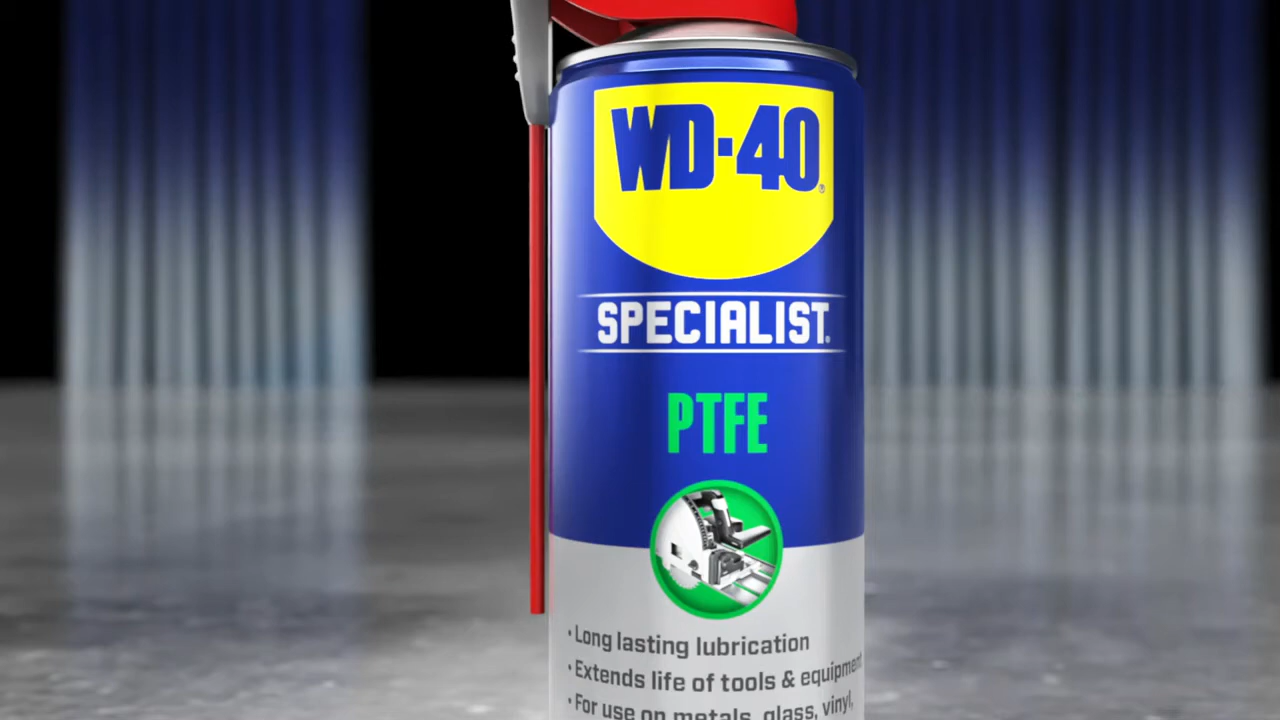 WD-40®
SPECIALIST®
PTFE
• Long lasting lubrication
• Extends life of tools & equipment
• For use on metals, glass, vinyl,